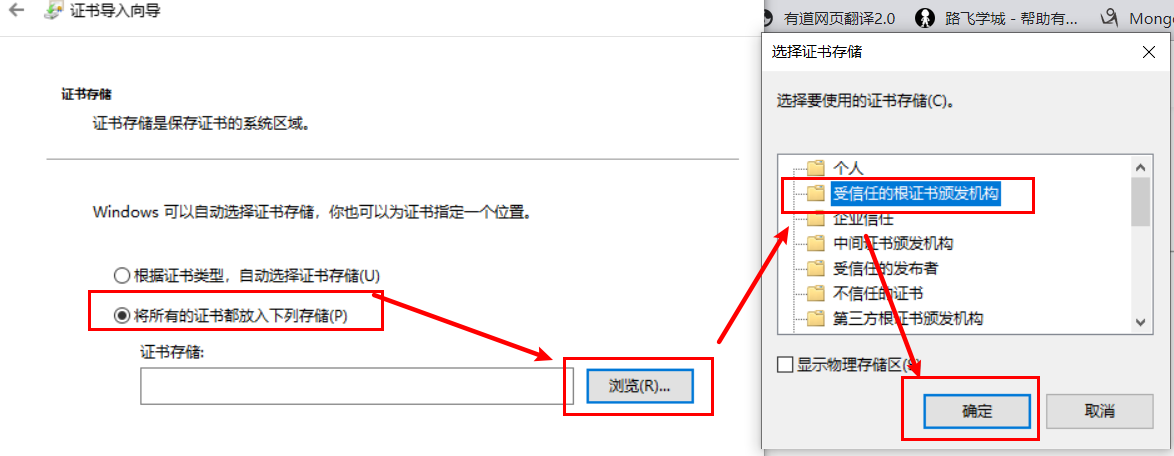 证书导入向导
证书存储
证书存储是保存证书的系统区域。
Windows 可以自动选择证书存储，你也可以为证书指定一个位置。
根据证书类型，自动选择证书存储(U)
将所有的证书都放入下列存储(P)
证书存储:
浏览(R)...
有道网页翻译2.0
路飞学城 - 帮助有...
Mong
选择证书存储
选择要使用的证书存储(C)。
个人
受信任的根证书颁发机构
企业信任
中间证书颁发机构
受信任的发布者
不信任的证书
第三方根证书颁发机构
显示物理存储区(S)
确定
取消